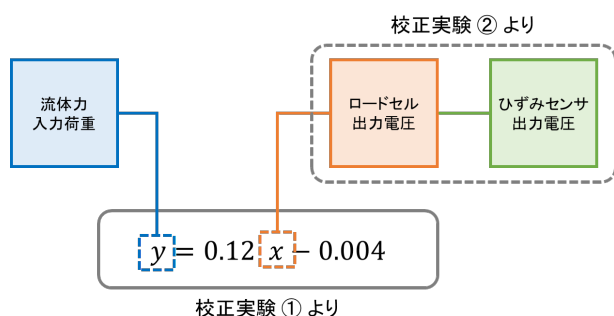 校正実験 ② より
流体力
入力荷重
ロードセル
出力電圧
ひずみセンサ
出力電圧
y = 0.12 x − 0.004
校正実験 ① より